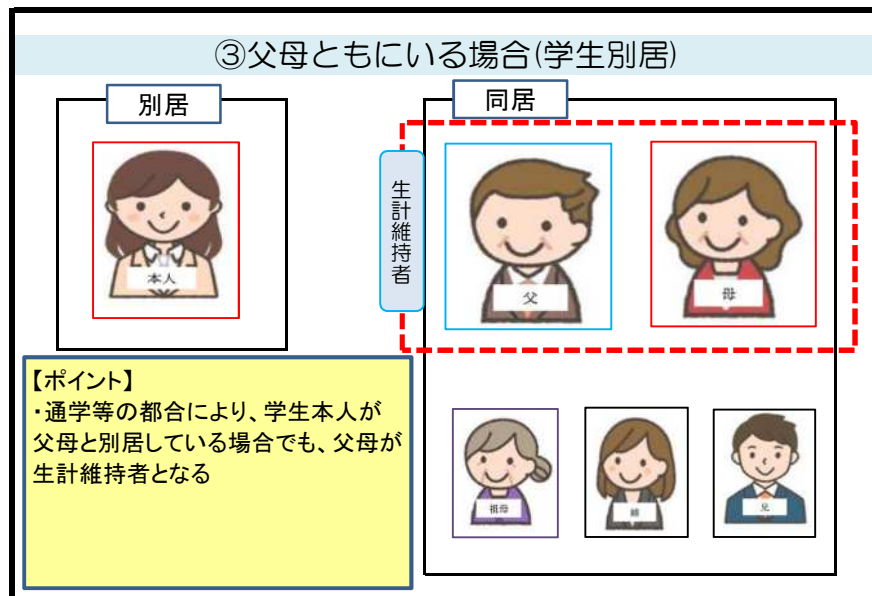 ③父母ともにいる場合(学生別居)
別居
同居
生計維持者
本人
父
母
【ポイント】
・通学等の都合により、学生本人が
父母と別居している場合でも、父母が
生計維持者となる
祖母
姉
兄